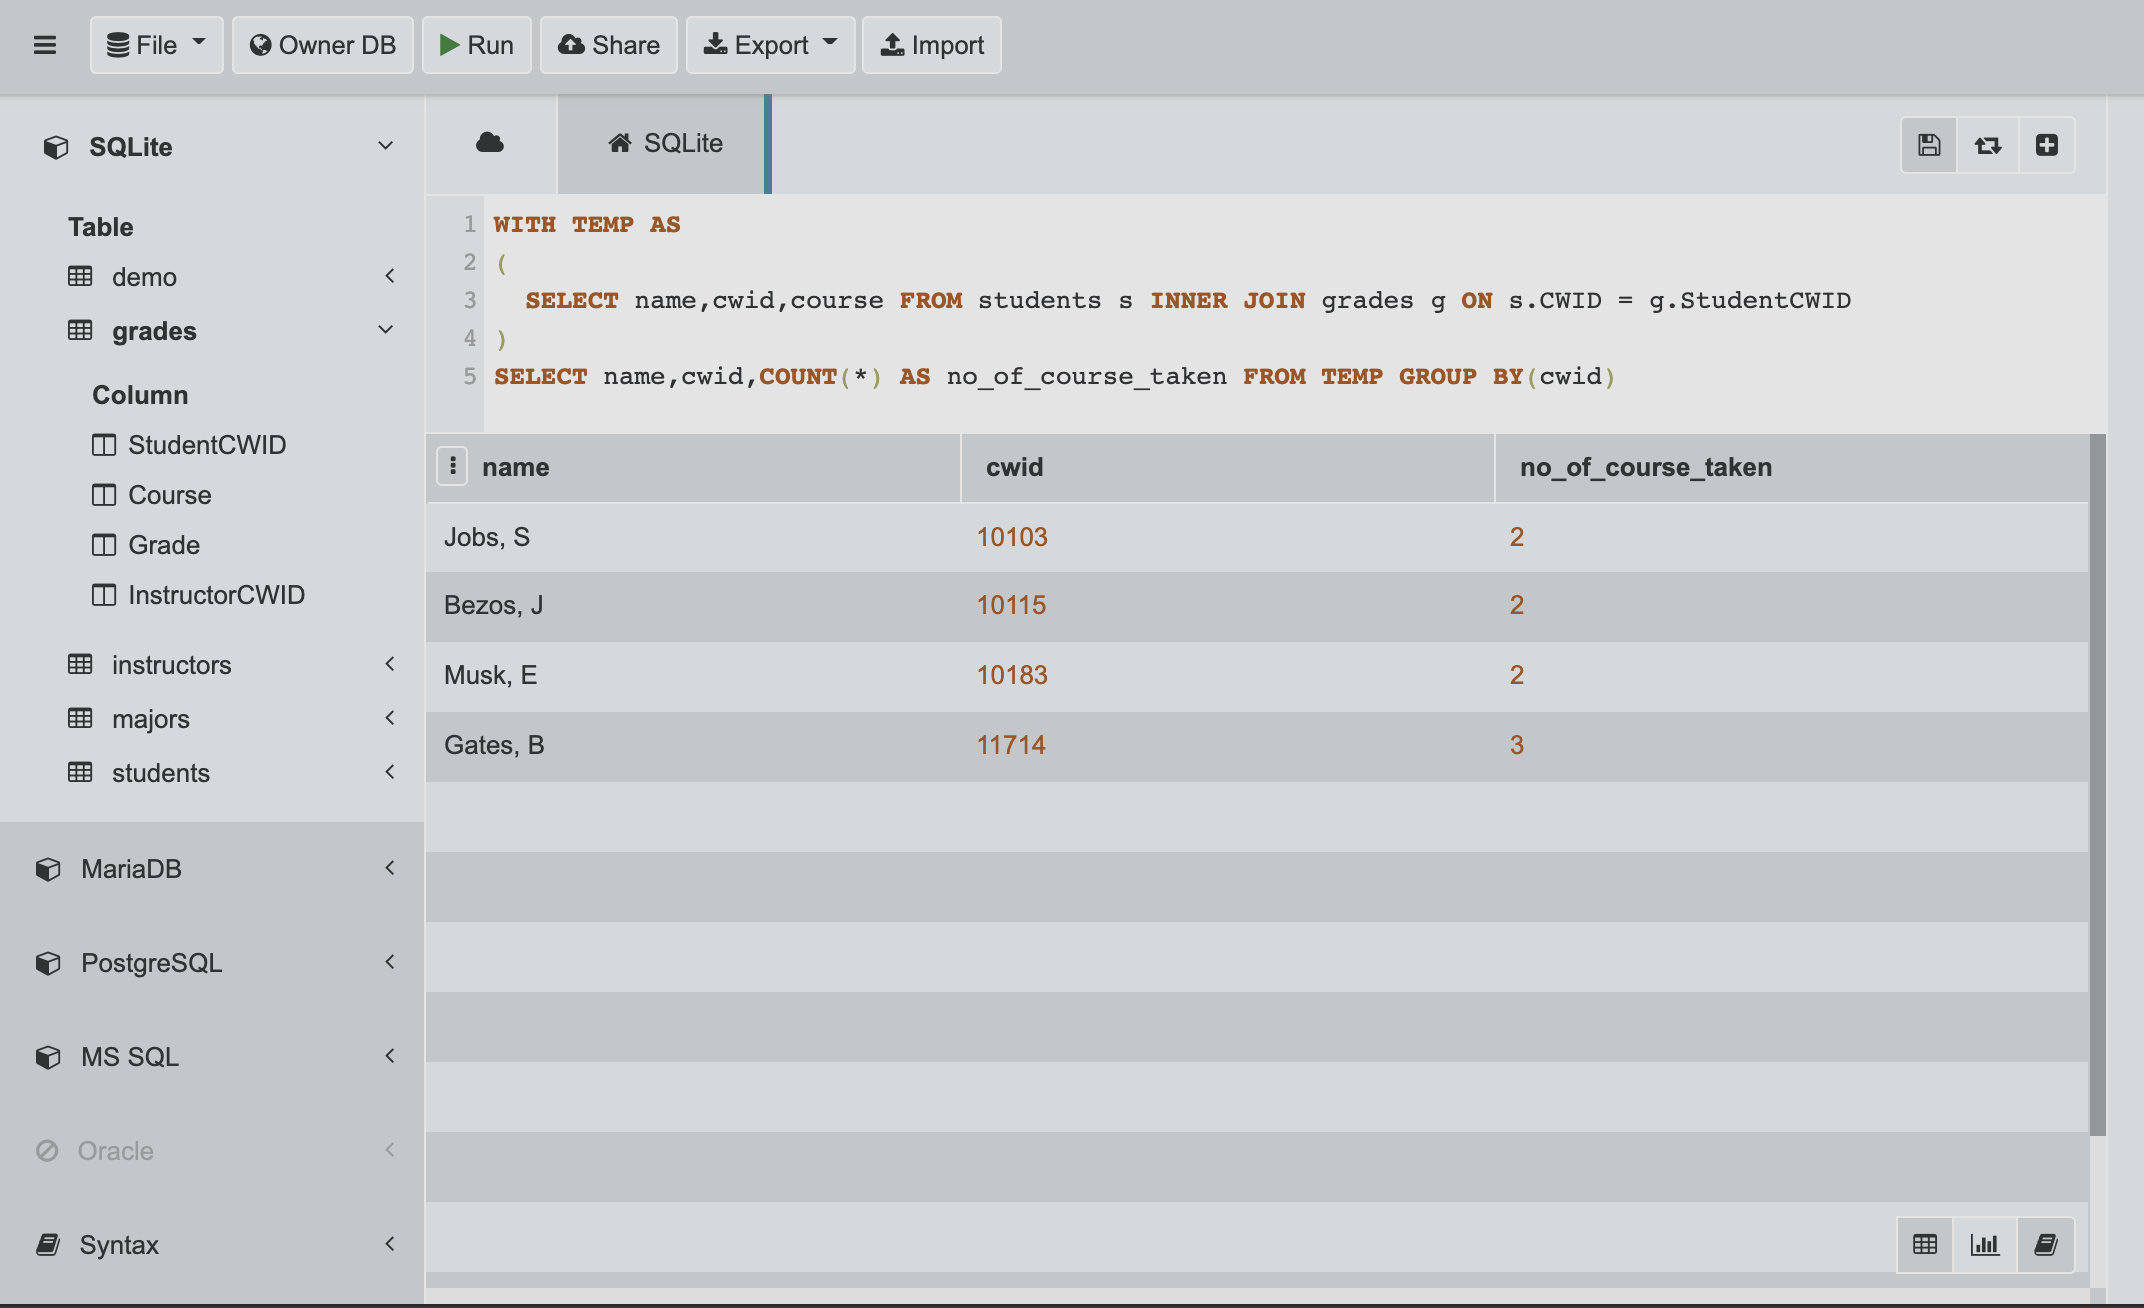 File
Owner DB
Run
Share
Export
Import
SQLite
Table
demo
grades
Column
StudentCWID
Course
Grade
InstructorCWID
instructors
majors
students
MariaDB
PostgreSQL
MS SQL
Oracle
Syntax
SQLite
1 WITH TEMP AS
2 (
3 SELECT name,cwid,course FROM students s INNER JOIN grades g ON s.CWID = g.StudentCWID
4 )
5 SELECT name,cwid,COUNT(*) AS no_of_course_taken FROM TEMP GROUP BY(cwid)
name cwid no_of_course_taken
Jobs, S 10103 2
Bezos, J 10115 2
Musk, E 10183 2
Gates, B 11714 3